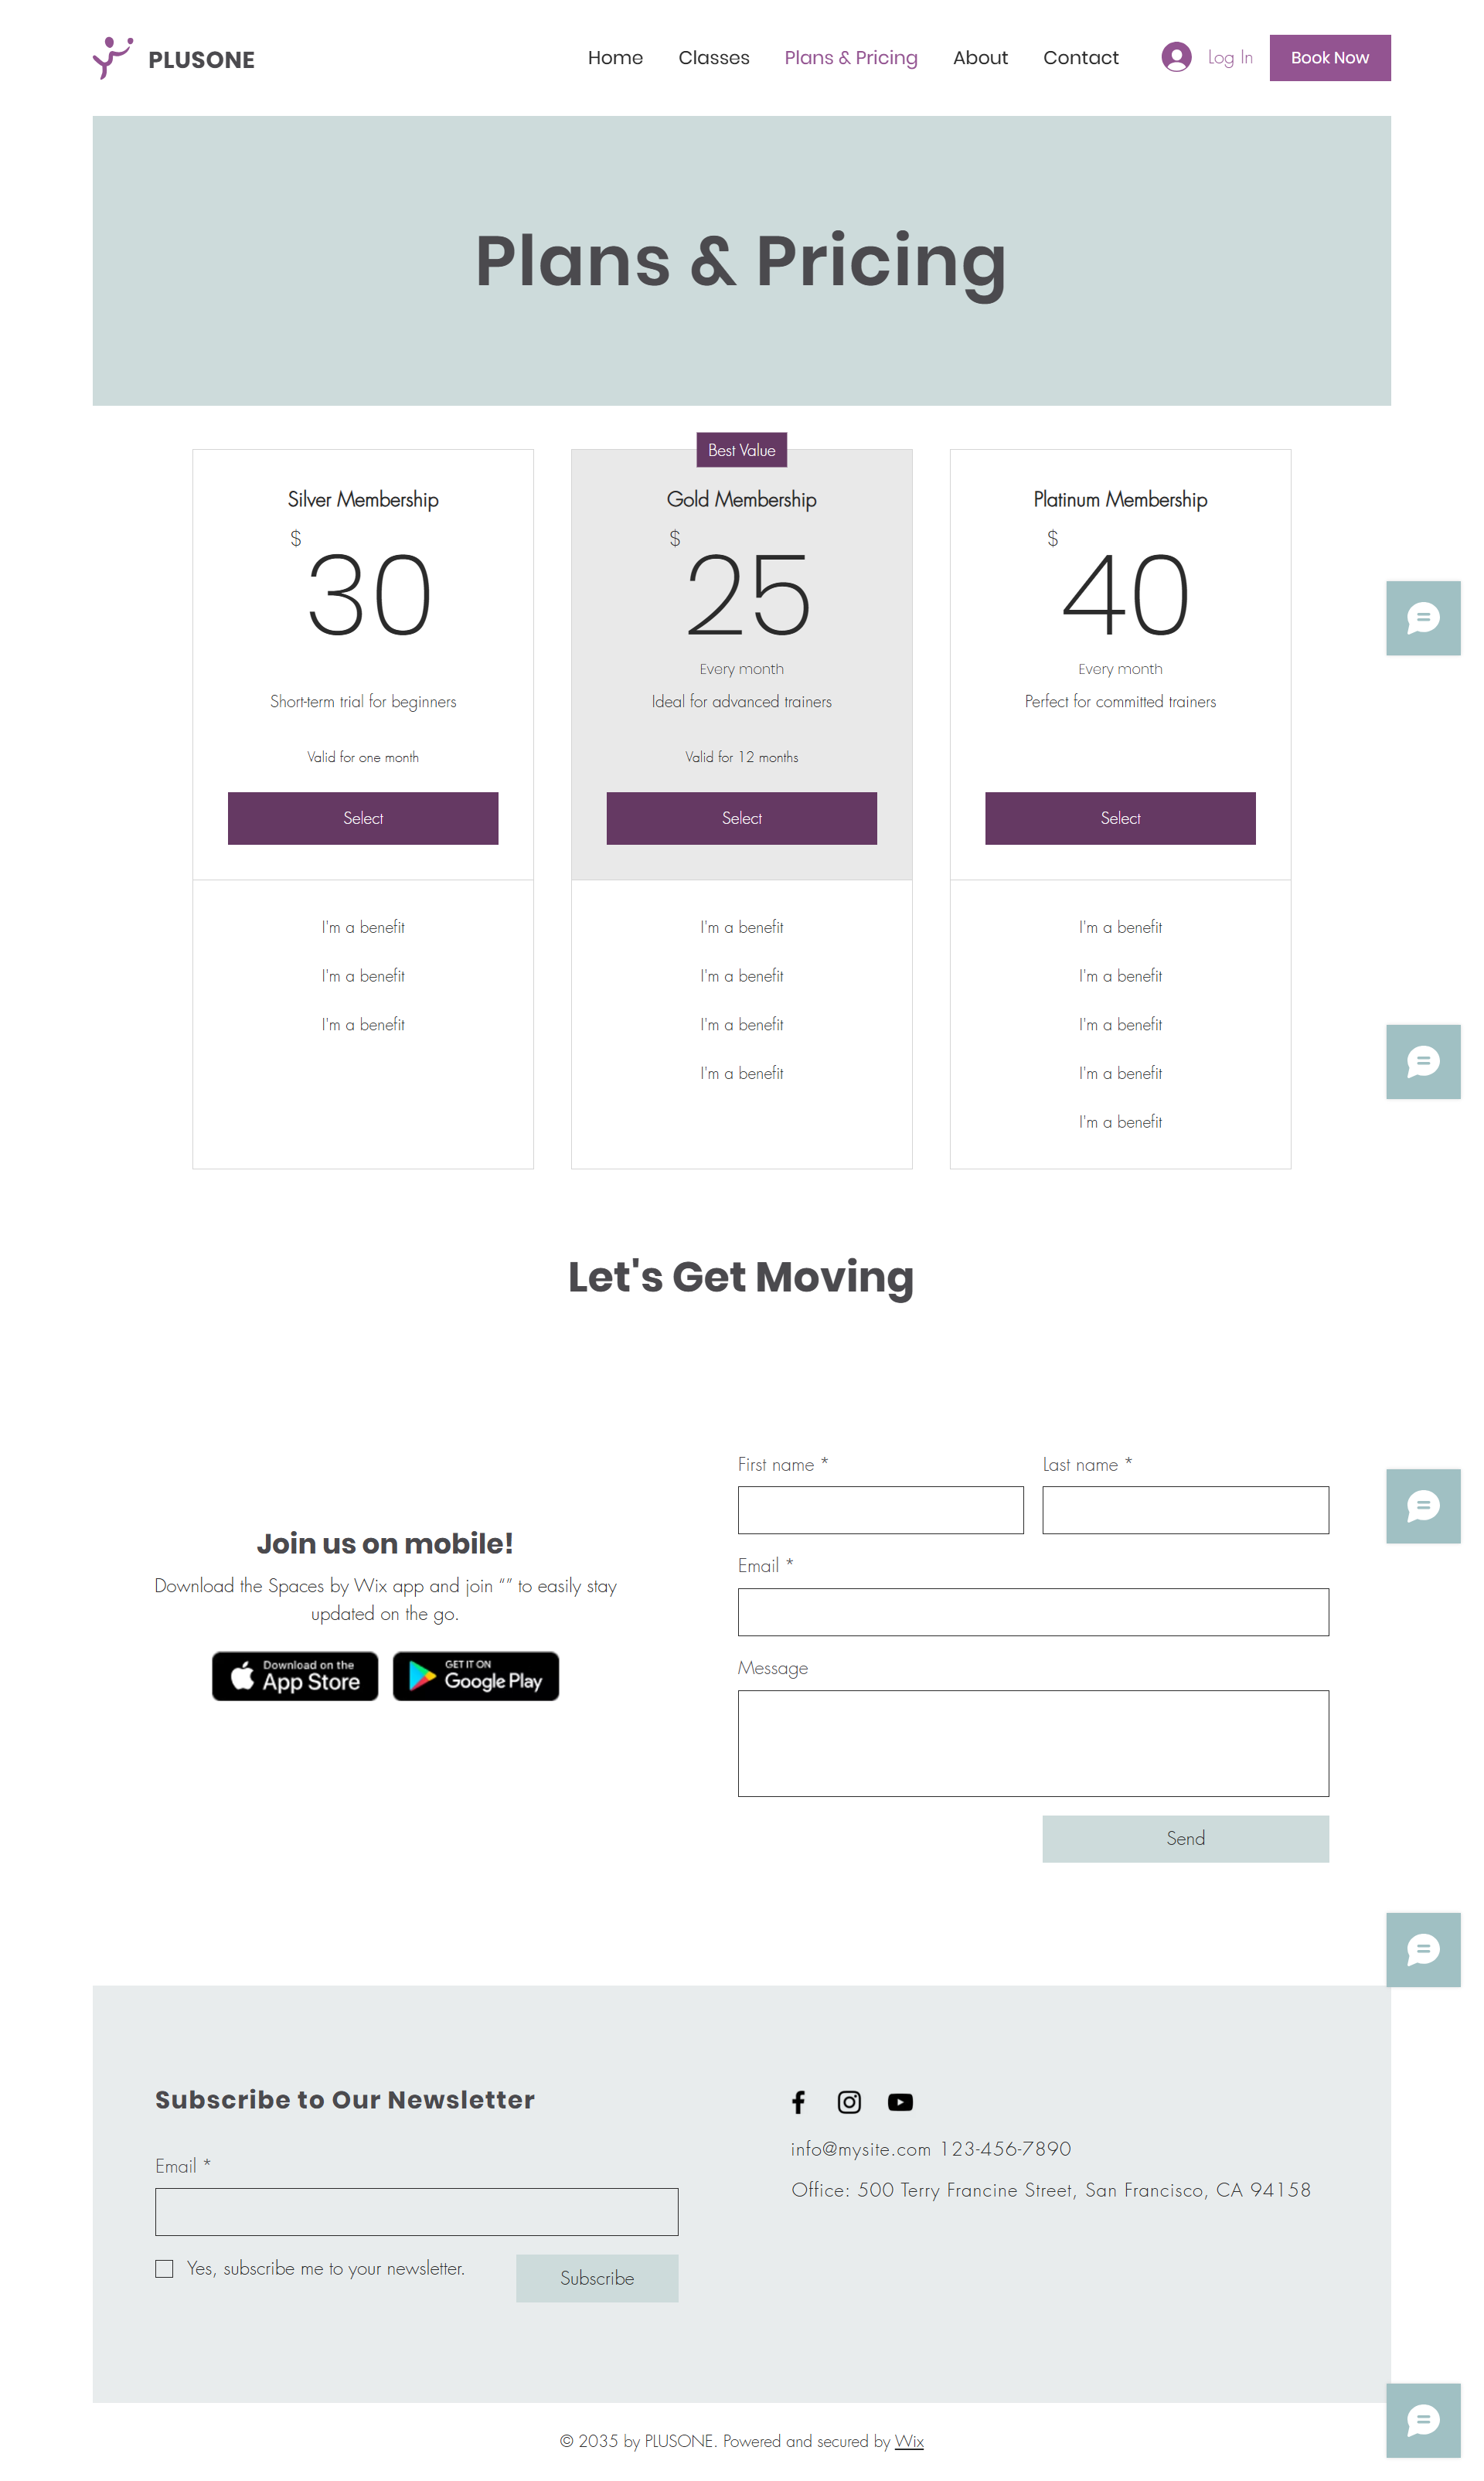 PLUSONE
Home Classes Plans & Pricing About Contact Log In Book Now
Plans & Pricing
Silver Membership
$
30
Short-term trial for beginners
Valid for one month
Select
I'm a benefit
I'm a benefit
I'm a benefit
Best Value
Gold Membership
$
25
Every month
Ideal for advanced trainers
Valid for 12 months
Select
I'm a benefit
I'm a benefit
I'm a benefit
I'm a benefit
Platinum Membership
$
40
Every month
Perfect for committed trainers
Select
I'm a benefit
I'm a benefit
I'm a benefit
I'm a benefit
I'm a benefit
Let's Get Moving
Join us on mobile!
Download the Spaces by Wix app and join “” to easily stay
updated on the go.
Download on the
App Store
GET IT ON
Google Play
First name *
Last name *
Email *
Message
Send
Subscribe to Our Newsletter
Email *
Yes, subscribe me to your newsletter.
Subscribe
info@mysite.com 123-456-7890
Office: 500 Terry Francine Street, San Francisco, CA 94158
© 2035 by PLUSONE. Powered and secured by Wix